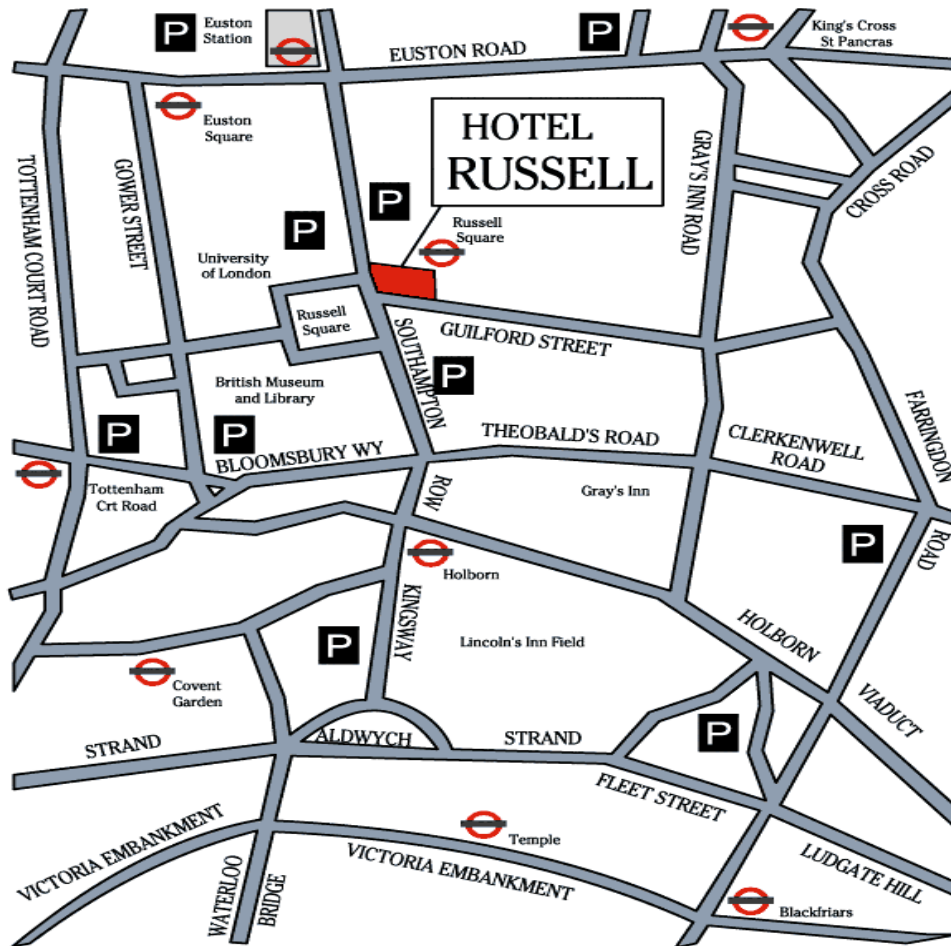 P
Euston
Station
EUSTON ROAD
P
King's Cross
St Pancras
Euston
Square
HOTEL
RUSSELL
TOTTENHAM COURT ROAD
GOWER STREET
GRAY'S INN ROAD
CROSS ROAD
P
P
Russell
Square
University
of London
Russell
Square
SOUTHAMPTON
GUILFORD STREET
P
British Museum
and Library
FARRINGDON
P
P
BLOOMSBURY WY
THEOBALD'S ROAD
CLERKENWELL
ROAD
Tottenham
Crt Road
ROW
Gray's Inn
ROAD
P
Holborn
KINGSWAY
HOLBORN
P
Lincoln's Inn Field
Covent
Garden
VIADUCT
P
STRAND
ALDWYCH
STRAND
FLEET STREET
VICTORIA EMBANKMENT
Temple
VICTORIA EMBANKMENT
LUDGATE HILL
WATERLOO
BRIDGE
Blackfriars